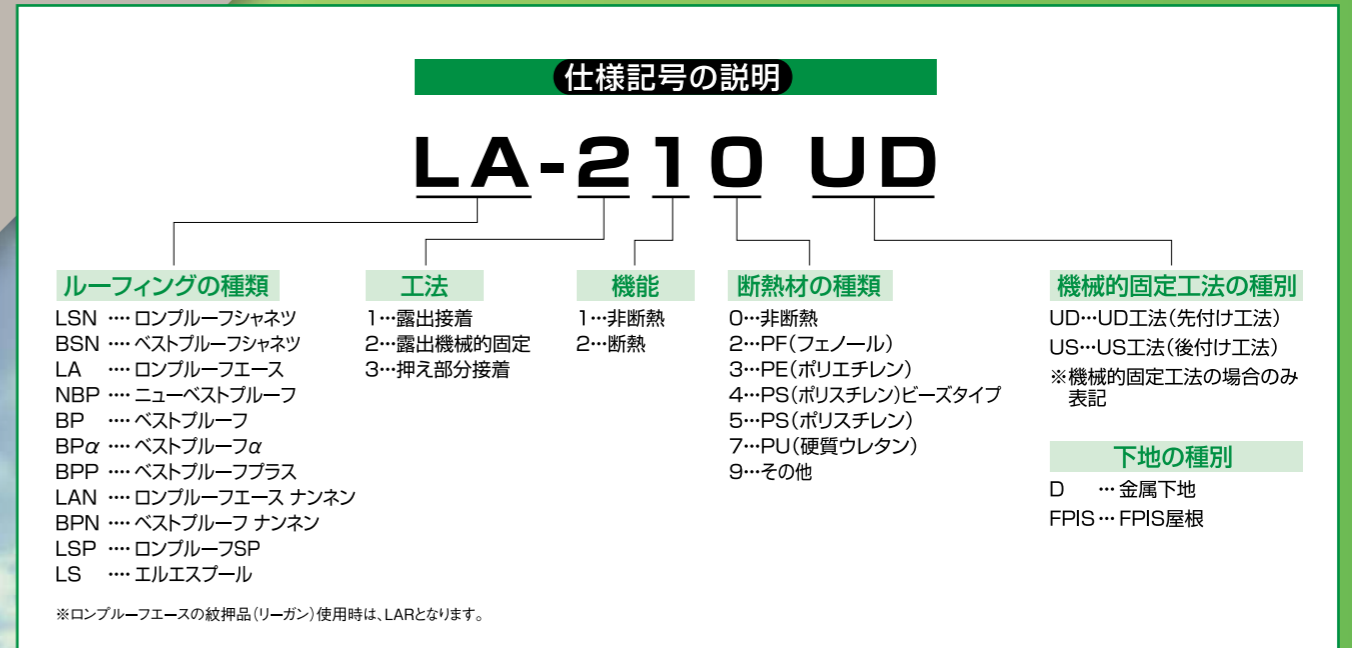 仕様記号の説明
LA-210 UD
ルーフィングの種類
LSN ‥‥ ロンプルーフシャネツ
BSN ‥‥ ベストプルーフシャネツ
LA ‥‥ ロンプルーフエース
NBP ‥‥ ニューベストプルーフ
BP ‥‥ ベストプルーフ
BPα ‥‥ ベストプルーフα
BPP ‥‥ ベストプルーフプラス
LAN ‥‥ ロンプルーフエース ナンネン
BPN ‥‥ ベストプルーフ ナンネン
LSP ‥‥ ロンプルーフSP
LS ‥‥ エルエスプール
工法
1…露出接着
2…露出機械的固定
3…押え部分接着
機能
1…非断熱
2…断熱
断熱材の種類
0…非断熱
2…PF(フェノール)
3…PE(ポリエチレン)
4…PS(ポリスチレン)ビーズタイプ
5…PS(ポリスチレン)
7…PU(硬質ウレタン)
9…その他
機械的固定工法の種別
UD…UD工法(先付け工法)
US…US工法(後付け工法)
※機械的固定工法の場合のみ
表記
下地の種別
D … 金属下地
FPIS … FPIS屋根
※ロンプルーフエースの紋押品(リーガン)使用時は、LARとなります。